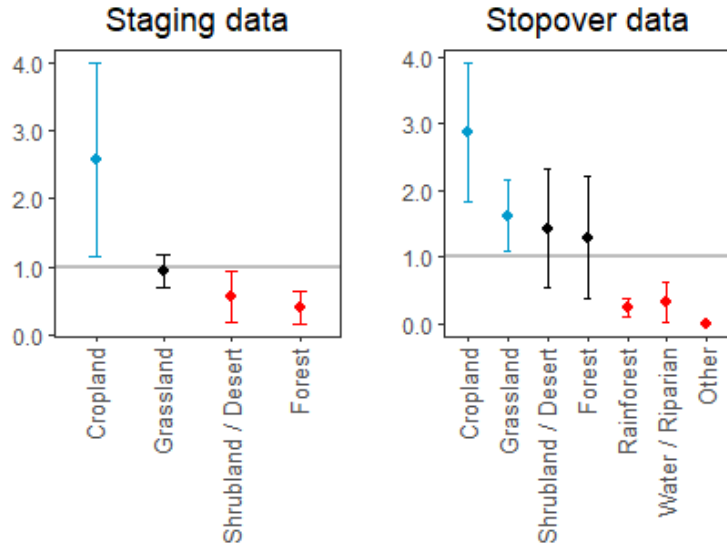 Staging data
4.0
3.0
2.0
1.0
0.0
Cropland
Grassland
Shrubland / Desert
Forest
Stopover data
4.0
3.0
2.0
1.0
0.0
Cropland
Grassland
Shrubland / Desert
Forest
Rainforest
Water / Riparian
Other